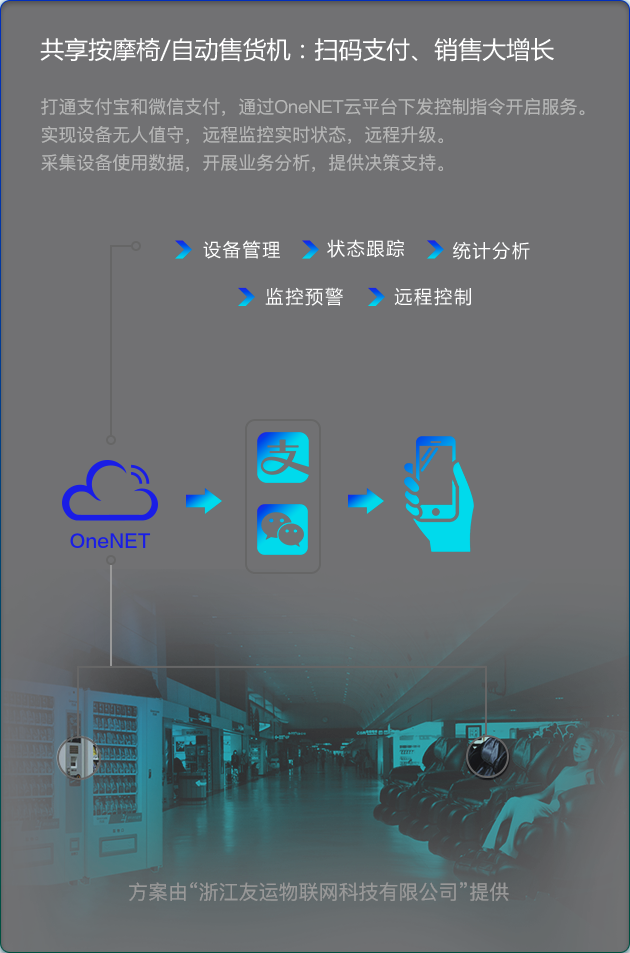 共享按摩椅/自动售货机：扫码支付、销售大增长
打通支付宝和微信支付，通过OneNET云平台下发控制指令开启服务。
实现设备无人值守，远程监控实时状态，远程升级。
采集设备使用数据，开展业务分析，提供决策支持。
设备管理 状态跟踪 统计分析
监控预警 远程控制
支
OneNET
方案由“浙江友运物联网科技有限公司”提供